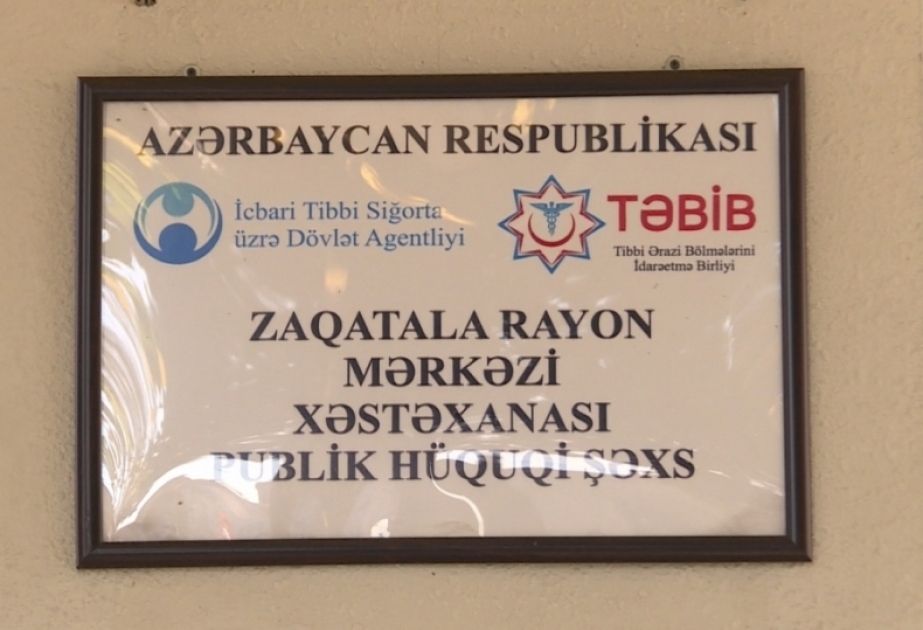 AZƏRBAYCAN RESPUBLİKASI
İcbari Tibbi Sığorta
üzrə Dövlət Agentliyi
TƏBİB
Tibbi Ərazi Bölmələrini
İdarəetmə Birliyi
ZAQATALA RAYON
MƏRKƏZİ
XƏSTƏXANASI
PUBLİK HÜQUQİ ŞƏXS